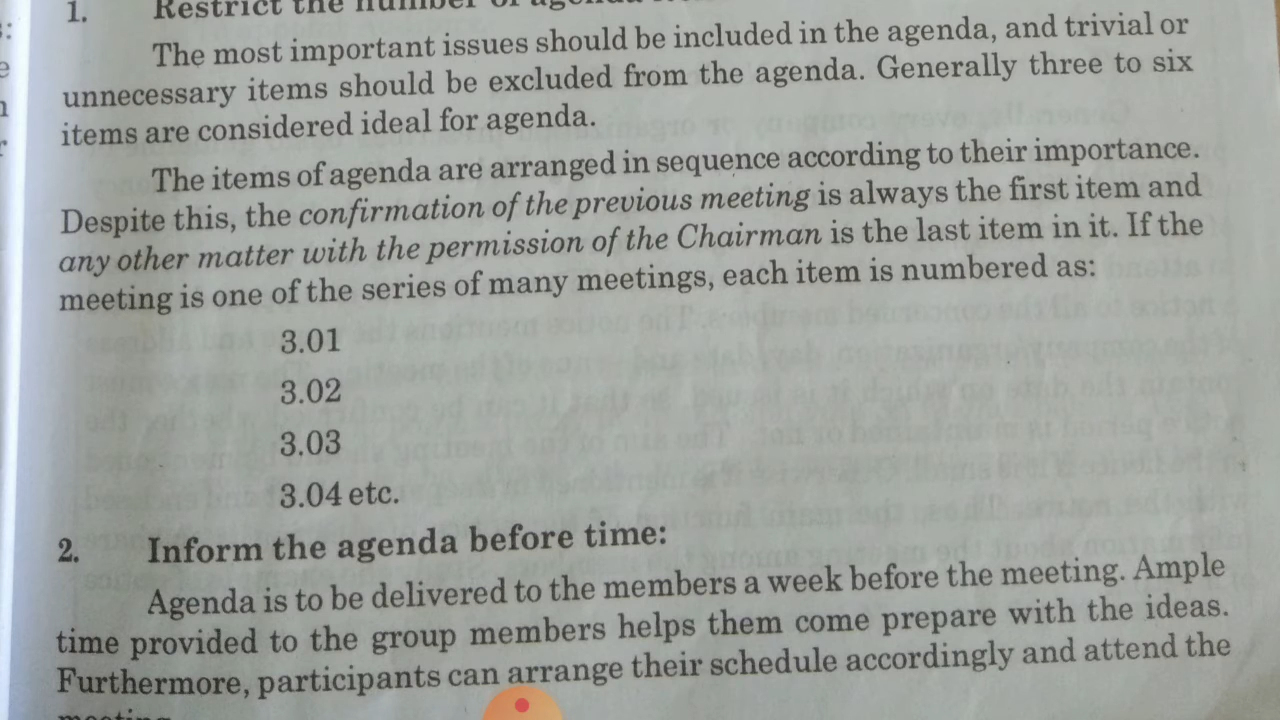 1. Restrict the number of agenda
The most important issues should be included in the agenda, and trivial or
unnecessary items should be excluded from the agenda. Generally three to six
items are considered ideal for agenda.
The items of agenda are arranged in sequence according to their importance.
Despite this, the confirmation of the previous meeting is always the first item and
any other matter with the permission of the Chairman is the last item in it. If the
meeting is one of the series of many meetings, each item is numbered as:
3.01
3.02
3.03
3.04 etc.
2. Inform the agenda before time:
Agenda is to be delivered to the members a week before the meeting. Ample
time provided to the group members helps them come prepare with the ideas.
Furthermore, participants can arrange their schedule accordingly and attend the
meeting